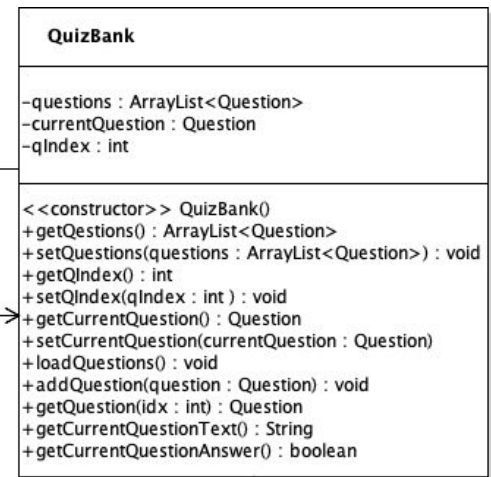 QuizBank
-questions : ArrayList<Question>
-currentQuestion : Question
-qIndex : int
<<constructor>> QuizBank()
+getQestions() : ArrayList<Question>
+setQuestions(questions : ArrayList<Question>) : void
+getQIndex() : int
+setQIndex(qIndex : int ) : void
+getCurrentQuestion() : Question
+setCurrentQuestion(currentQuestion : Question)
+loadQuestions() : void
+addQuestion(question : Question) : void
+getQuestion(idx : int) : Question
+getCurrentQuestionText() : String
+getCurrentQuestionAnswer() : boolean